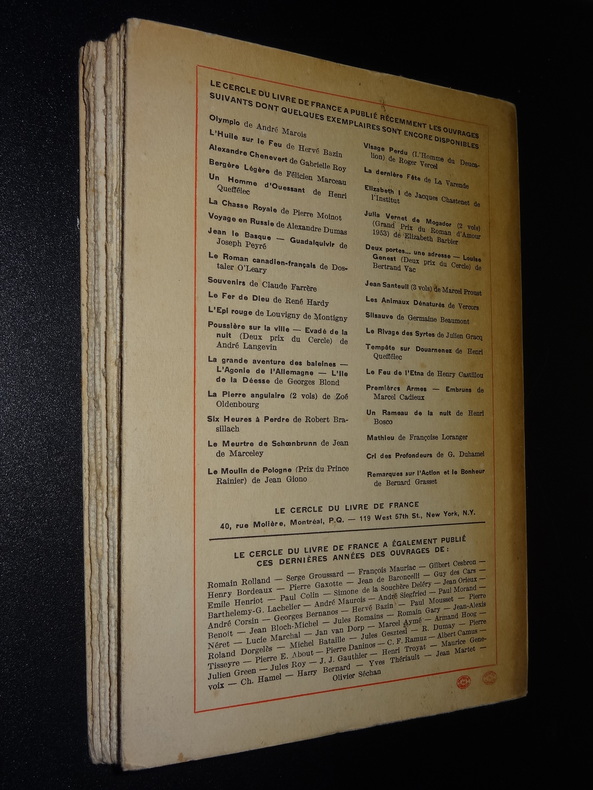 LE CERCLE DU LIVRE DE FRANCE A PUBLIÉ RÉCEMMENT LES OUVRAGES
SUIVANTS DONT QUELQUES EXEMPLAIRES SONT ENCORE DISPONIBLES
Olympio de André Marois
L'Huile sur le Feu de Hervé Bazin
Alexandre Chenevert de Gabrielle Roy
Bergère Légère de Félicien Marceau
Un Homme d'Ouessant de Henri
Queffélec
La Chasse Royale de Pierre Moinot
Voyage en Russie de Alexandre Dumas
Jean le Basque — Guadalquivir de
Joseph Peyré
Le Roman canadien-français de Dos-
taler O'Leary
Souvenirs de Claude Farrère
Le Fer de Dieu de René Hardy
L'Epi rouge de Louvigny de Montigny
Poussière sur la ville — Evadé de la
nuit (Deux prix du Cercle) de
André Langevin
La grande aventure des baleines —
L'Agonie de l'Allemagne — L'Ile
de la Déesse de Georges Blond
La Pierre angulaire (2 vols) de Zoé
Oldenbourg
Six Heures à Perdre de Robert Bra-
sillach
Le Meurtre de Schœnbrunn de Jean
de Marceley
Le Moulin de Pologne (Prix du Prince
Rainier) de Jean Giono
Visage Perdu (L'Homme du Deuca-
lion) de Roger Vercel
La dernière Fête de La Varende
Elizabeth I de Jacques Chastenet de
l'Institut
Julie Vernet de Mogador (2 vols)
(Grand Prix du Roman d'Amour
1953) de Elisabeth Barbier
Deux portes... une adresse — Louise
Genest (Deux prix du Cercle) de
Bertrand Vac
Jean Santeuil (3 vols) de Marcel Proust
Les Animaux Dénaturés de Vercors
Silsauve de Germaine Beaumont
Le Rivage des Syrtes de Julien Gracq
Tempête sur Douarnenez de Henri
Queffélec
Le Feu de l'Etna de Henry Castillou
Premières Armes — Embruns de
Marcel Cadieux
Un Rameau de la nuit de Henri
Bosco
Mathieu de Françoise Loranger
Cri des Profondeurs de G. Duhamel
Remarques sur l'Action et le Bonheur
de Bernard Grasset
LE CERCLE DU LIVRE DE FRANCE
40, rue Molière, Montréal, P.Q. — 119 West 57th St., New York, N.Y.
LE CERCLE DU LIVRE DE FRANCE A ÉGALEMENT PUBLIÉ
CES DERNIÈRES ANNÉES DES OUVRAGES DE:
Romain Rolland — Serge Groussard — François Mauriac — Gilbert Cesbron —
Henry Bordeaux — Pierre Gaxotte — Jean de Baroncelli — Guy des Cars —
Emile Henriot — Paul Colin — Simone de la Souchère Deléry — Jean Orieux —
Barthelemy-G. Lachelier — André Maurois — André Siegfried — Paul Morand —
André Corsin — Georges Bernanos — Hervé Bazin — Paul Mousset — Pierre
Benoit — Jean Bloch-Michel — Jules Romains — Romain Gary — Jean-Alexis
Néret — Lucie Marchal — Jan van Dorp — Marcel Aymé — Armand Hoog —
Roland Dorgelès — Michel Bataille — Jules — R. Dumay — Pierre
Tisseyre — Pierre E. About — Pierre Daninos — C. F. Ramus — Albert Camus —
Julien Green — Jules Roy — J. J. Gauthier — Henri Troyat — Maurice Gene-
voix — Ch. Hamel — Harry Bernard — Yves Thériault — Jean Martet —
Olivier Séchan